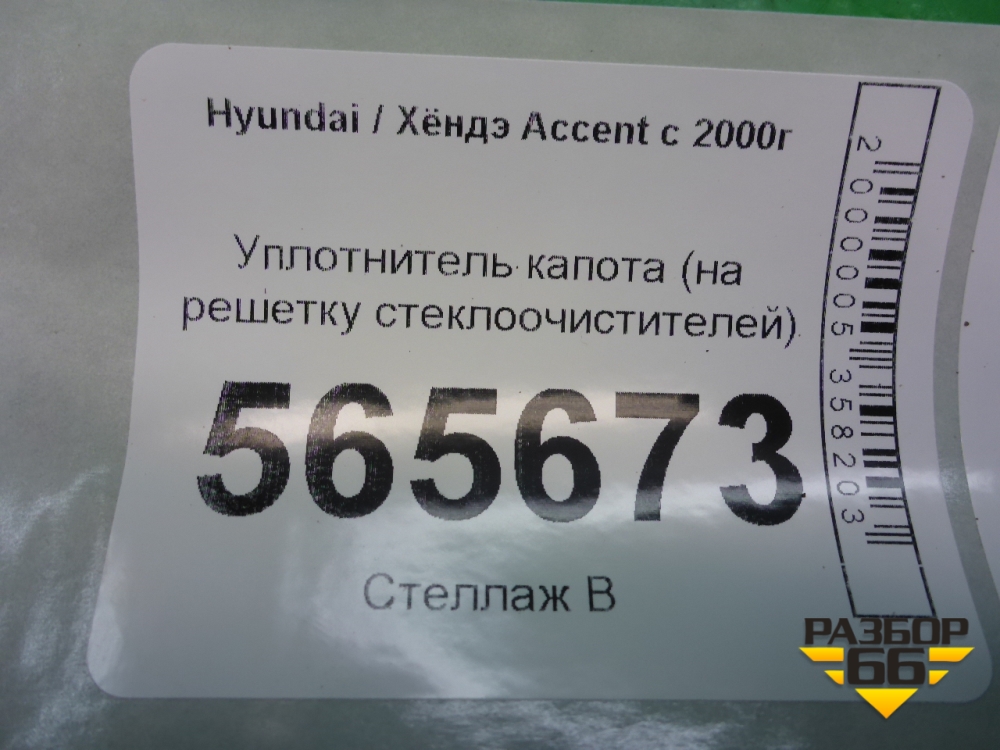 Hyundai / Хёндэ Accent с 2000г
Уплотнитель капота (на
решетку стеклоочистителей)
565673
Стеллаж В
2000005358203
РАЗБОР
66